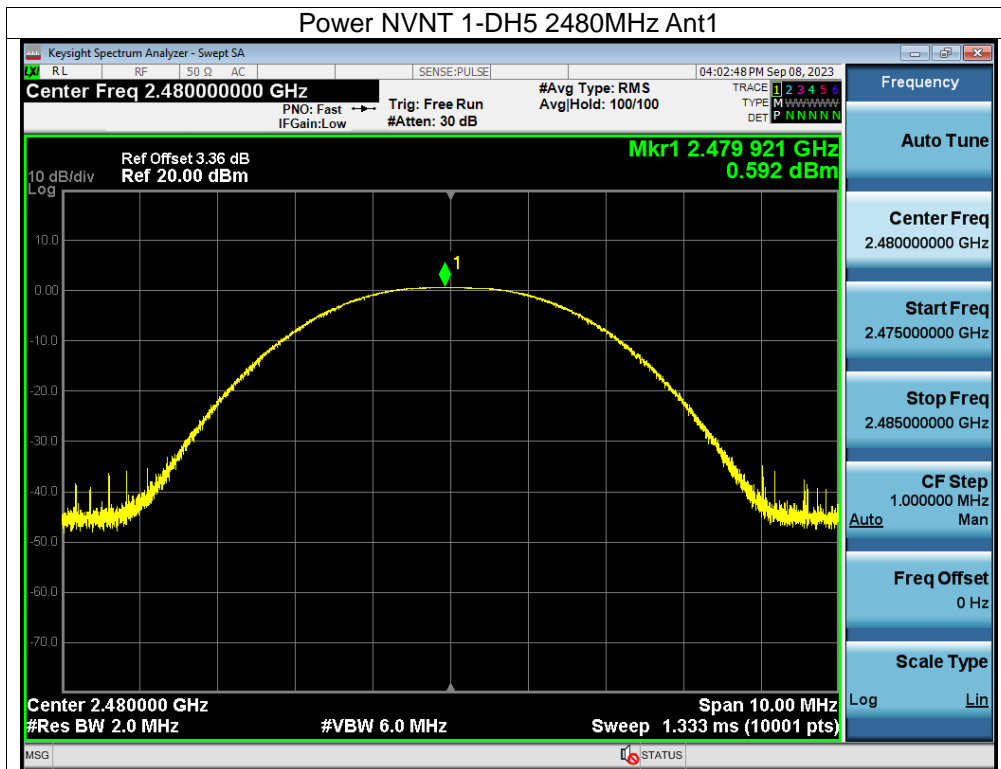 Power NVNT 1-DH5 2480MHz Ant1
Keysight Spectrum Analyzer - Swept SA
LXI RL RF 50 Ω AC SENSE:PULSE 04:02:48 PM Sep 08, 2023
Center Freq 2.480000000 GHz
PNO: Fast
IFGain:Low
Trig: Free Run
#Atten: 30 dB
#Avg Type: RMS
Avg|Hold: 100/100
TRACE 1 2 3 4 5 6
TYPE M WWWWW
DET P N N N N N
Mkr1 2.479 921 GHz
0.592 dBm
Ref Offset 3.36 dB
10 dB/div Ref 20.00 dBm
Log
10.0
0.00
-10.0
-20.0
-30.0
-40.0
-50.0
-60.0
-70.0
1
Center 2.480000 GHz Span 10.00 MHz
#Res BW 2.0 MHz #VBW 6.0 MHz Sweep 1.333 ms (10001 pts)
MSG STATUS
Frequency
Auto Tune
Center Freq
2.480000000 GHz
Start Freq
2.475000000 GHz
Stop Freq
2.485000000 GHz
CF Step
1.000000 MHz
Auto Man
Freq Offset
0 Hz
Scale Type
Log Lin